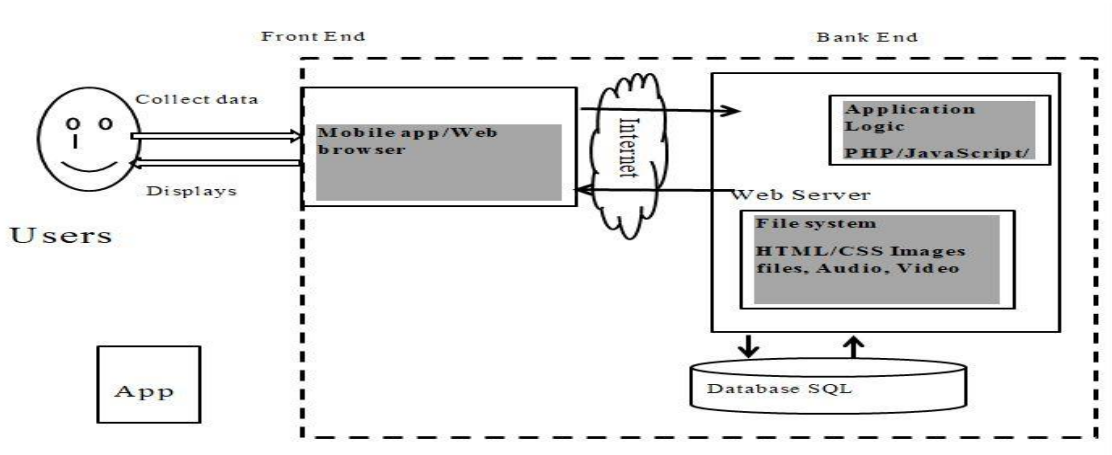 Front End
Bank End
Collect data
Displays
Users
App
Mobile app/Web
browser
Internet
Application
Logic
PHP/JavaScript/
Web Server
File system
HTML/CSS Images
files, Audio, Video
Database SQL